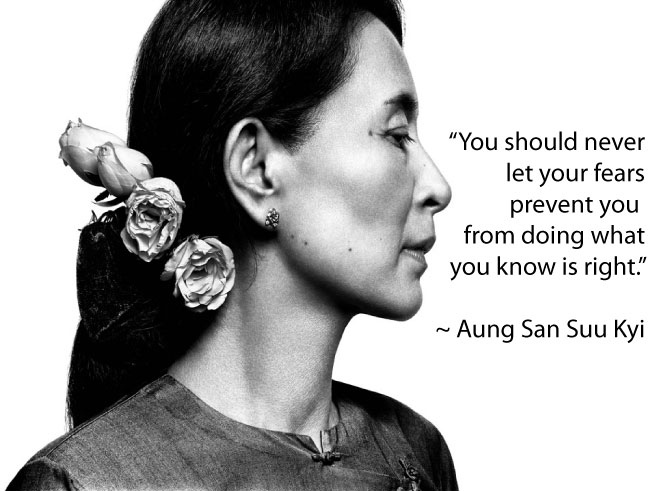 “You should never
let your fears
prevent you
from doing what
you know is right.”
~ Aung San Suu Kyi